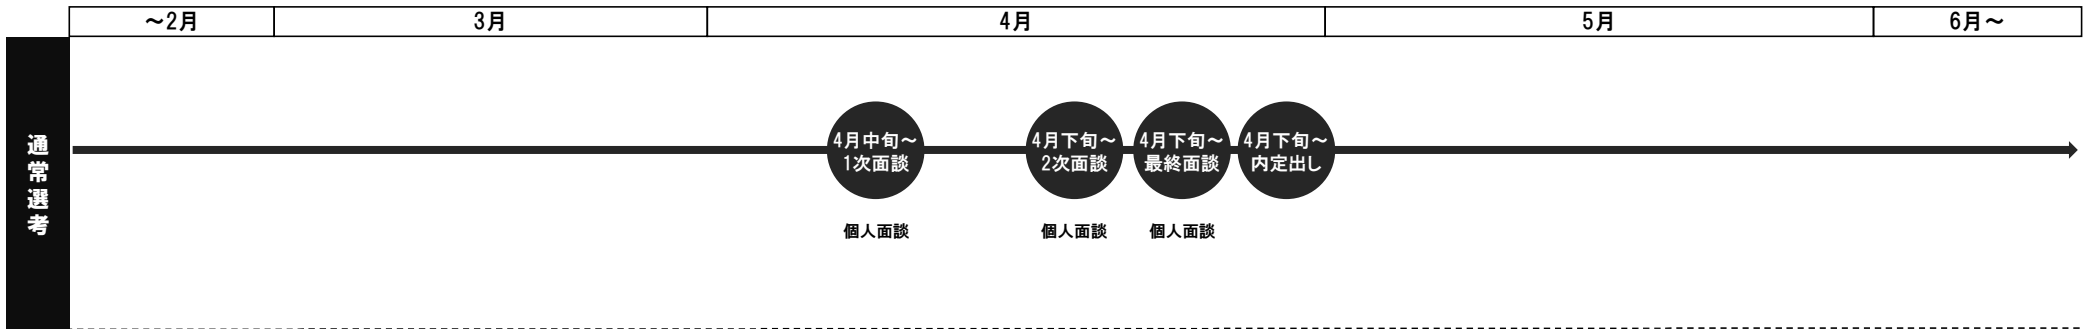 ～2月
3月
4月
5月
6月～
通常選考
4月中旬～
1次面談
4月下旬～
2次面談
4月下旬～
最終面談
4月下旬～
内定出し
個人面談
個人面談
個人面談